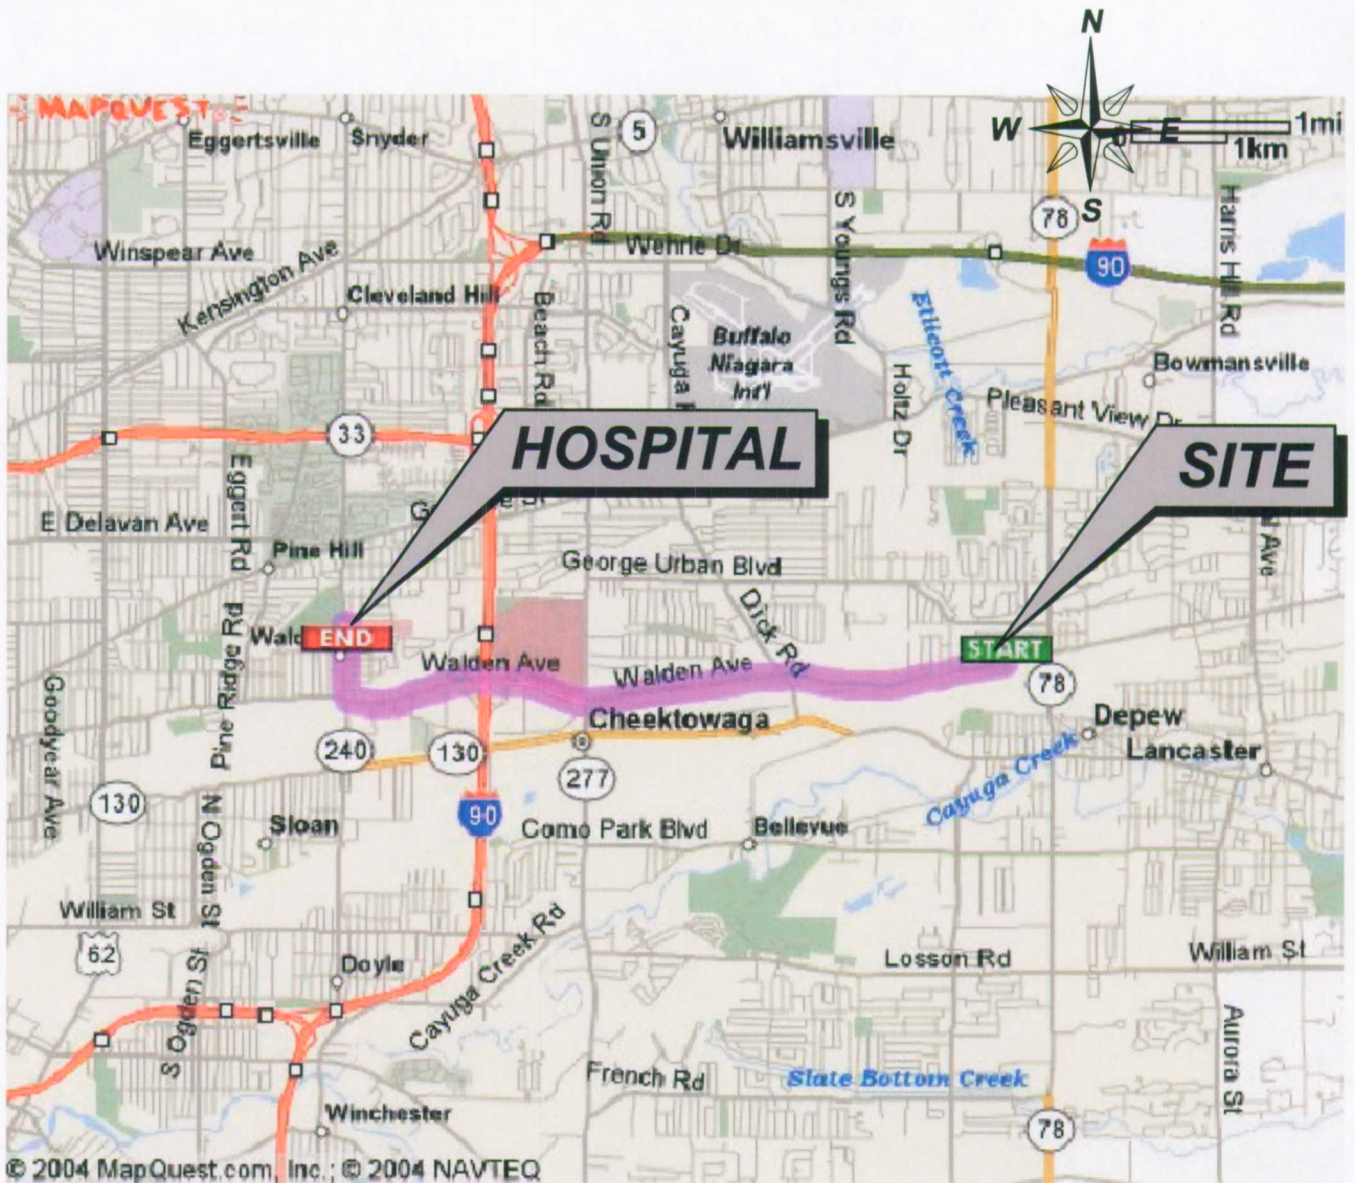 N
MAPQUEST
Eggertsville
Snyder
S Union Rd
5
Williamsville
W
E
0
1mi
1km
S
78
Winspear Ave
Kensington Ave
Wehrle Dr
S Youngs Rd
90
Harris Hill Rd
Cleveland Hill
Beach Rd
Cayuga
Buffalo
Niagara
Int'l
Ellicott Creek
Holtz Dr
Bowmansville
Pleasant View Dr
33
HOSPITAL
SITE
Eggert Rd
E Delavan Ave
Pine Hill
George Urban Blvd
Ave
Dick Rd
END
START
Walden Ave
Walden Ave
78
Goodyear Ave
Pine Ridge Rd
Cheektowaga
Depew
Lancaster
240
130
277
Cayuga Creek
130
N Ogden St
Sloan
90
Como Park Blvd
Bellevue
William St
62
S Ogden St
Doyle
Cayuga Creek Rd
Losson Rd
William St
Aurora St
French Rd
Slate Bottom Creek
Winchester
78
© 2004 MapQuest.com, Inc.; © 2004 NAVTEQ